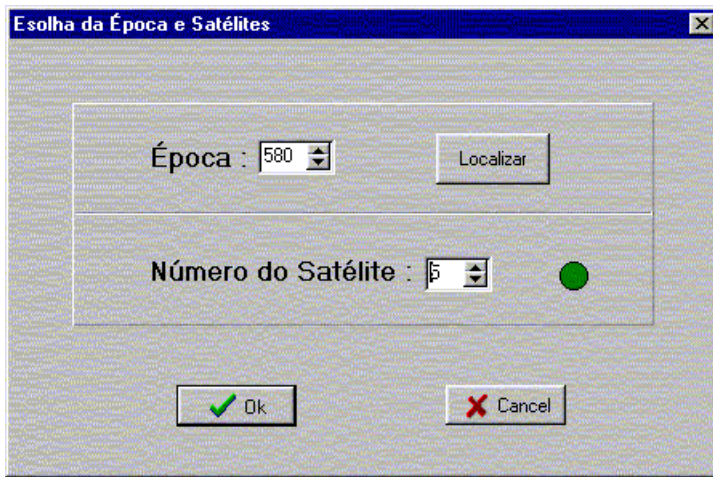 Esolha da Época e Satélites
Época : 580
Localizar
Número do Satélite : 5
Ok
Cancel